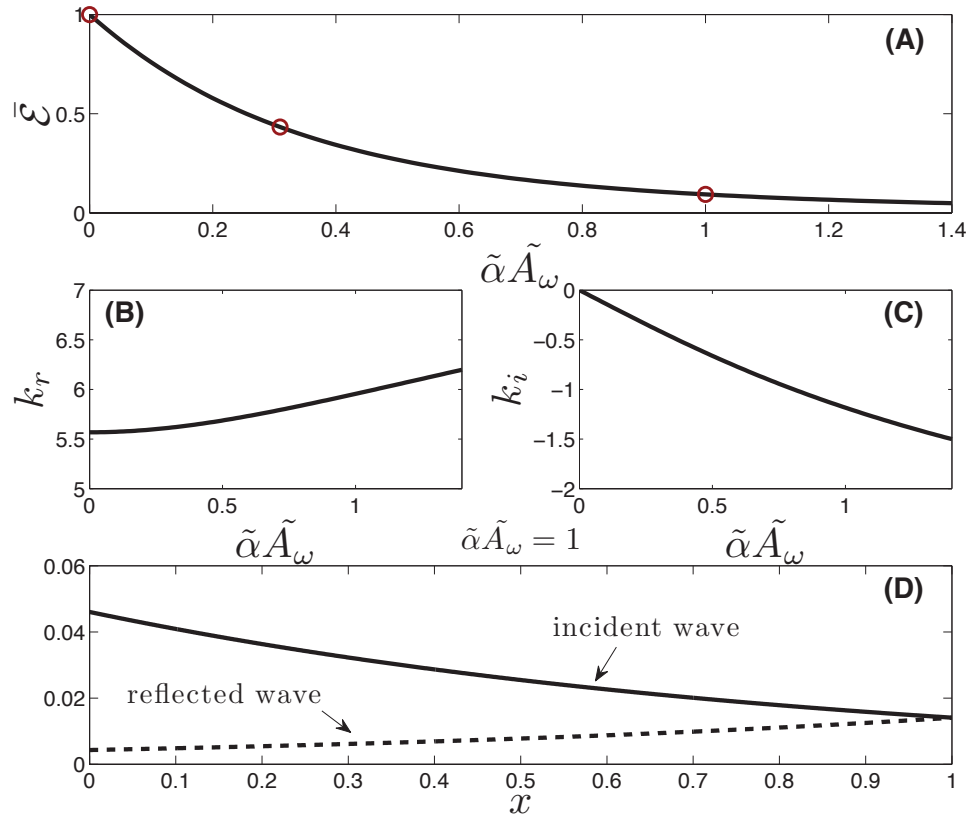 1
(A)
Ɛ̄
0.5
0
0 0.2 0.4 0.6 0.8 1 1.2 1.4
α̃Ã_ω
7 (B) 0 (C)
6.5 −0.5
k_r 6 k_i −1
5.5 −1.5
5 −2
0 0.5 1 0 0.5 1
α̃Ã_ω α̃Ã_ω = 1 α̃Ã_ω
0.06
(D)
incident wave
0.04
reflected wave
0.02
0
0 0.1 0.2 0.3 0.4 0.5 0.6 0.7 0.8 0.9 1
x